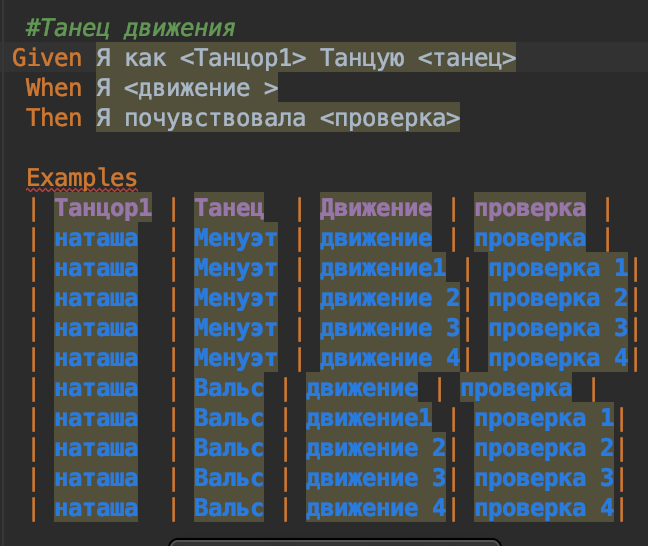 #Танец движения
Given Я как <Танцор1> Танцую <танец>
When Я <движение >
Then Я почувствовала <проверка>
Examples
| Танцор1 | Танец | Движение | проверка |
| наташа | Менуэт | движение | проверка |
| наташа | Менуэт | движение1 | проверка 1|
| наташа | Менуэт | движение 2| проверка 2|
| наташа | Менуэт | движение 3| проверка 3|
| наташа | Менуэт | движение 4| проверка 4|
| наташа | Вальс | движение | проверка |
| наташа | Вальс | движение1 | проверка 1|
| наташа | Вальс | движение 2| проверка 2|
| наташа | Вальс | движение 3| проверка 3|
| наташа | Вальс | движение 4| проверка 4|